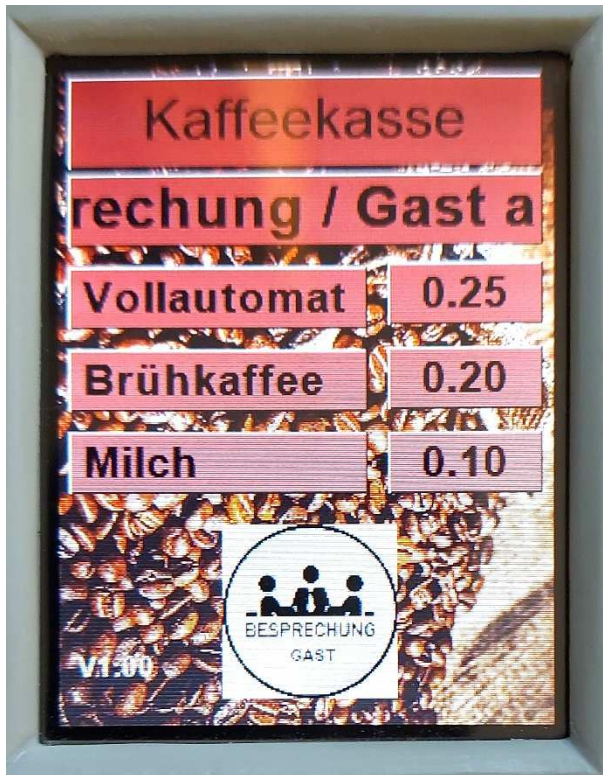 Kaffeekasse
rechung / Gast a
Vollautomat 0.25
Brühkaffee 0.20
Milch 0.10
BESPRECHUNG
GAST
V1.00